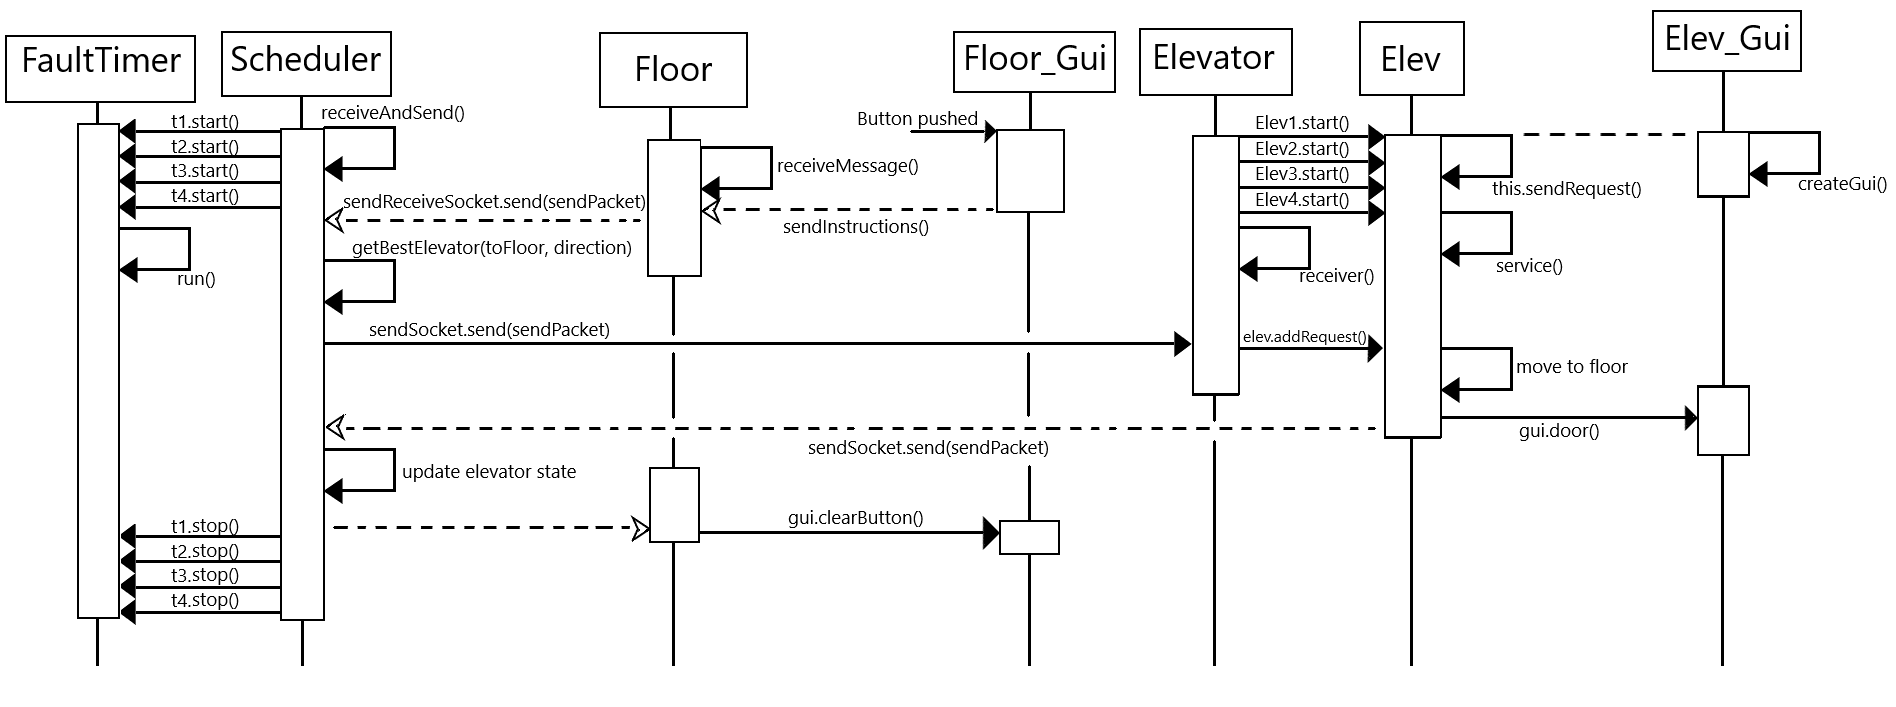 FaultTimer
Scheduler
Floor
Floor_Gui
Elevator
Elev
Elev_Gui
t1.start()
t2.start()
t3.start()
t4.start()
run()
receiveAndSend()
receiveMessage()
Button pushed
sendReceiveSocket.send(sendPacket)
sendInstructions()
getBestElevator(toFloor, direction)
Elev1.start()
Elev2.start()
Elev3.start()
Elev4.start()
receiver()
this.sendRequest()
createGui()
service()
sendSocket.send(sendPacket)
elev.addRequest()
move to floor
gui.door()
sendSocket.send(sendPacket)
update elevator state
gui.clearButton()
t1.stop()
t2.stop()
t3.stop()
t4.stop()